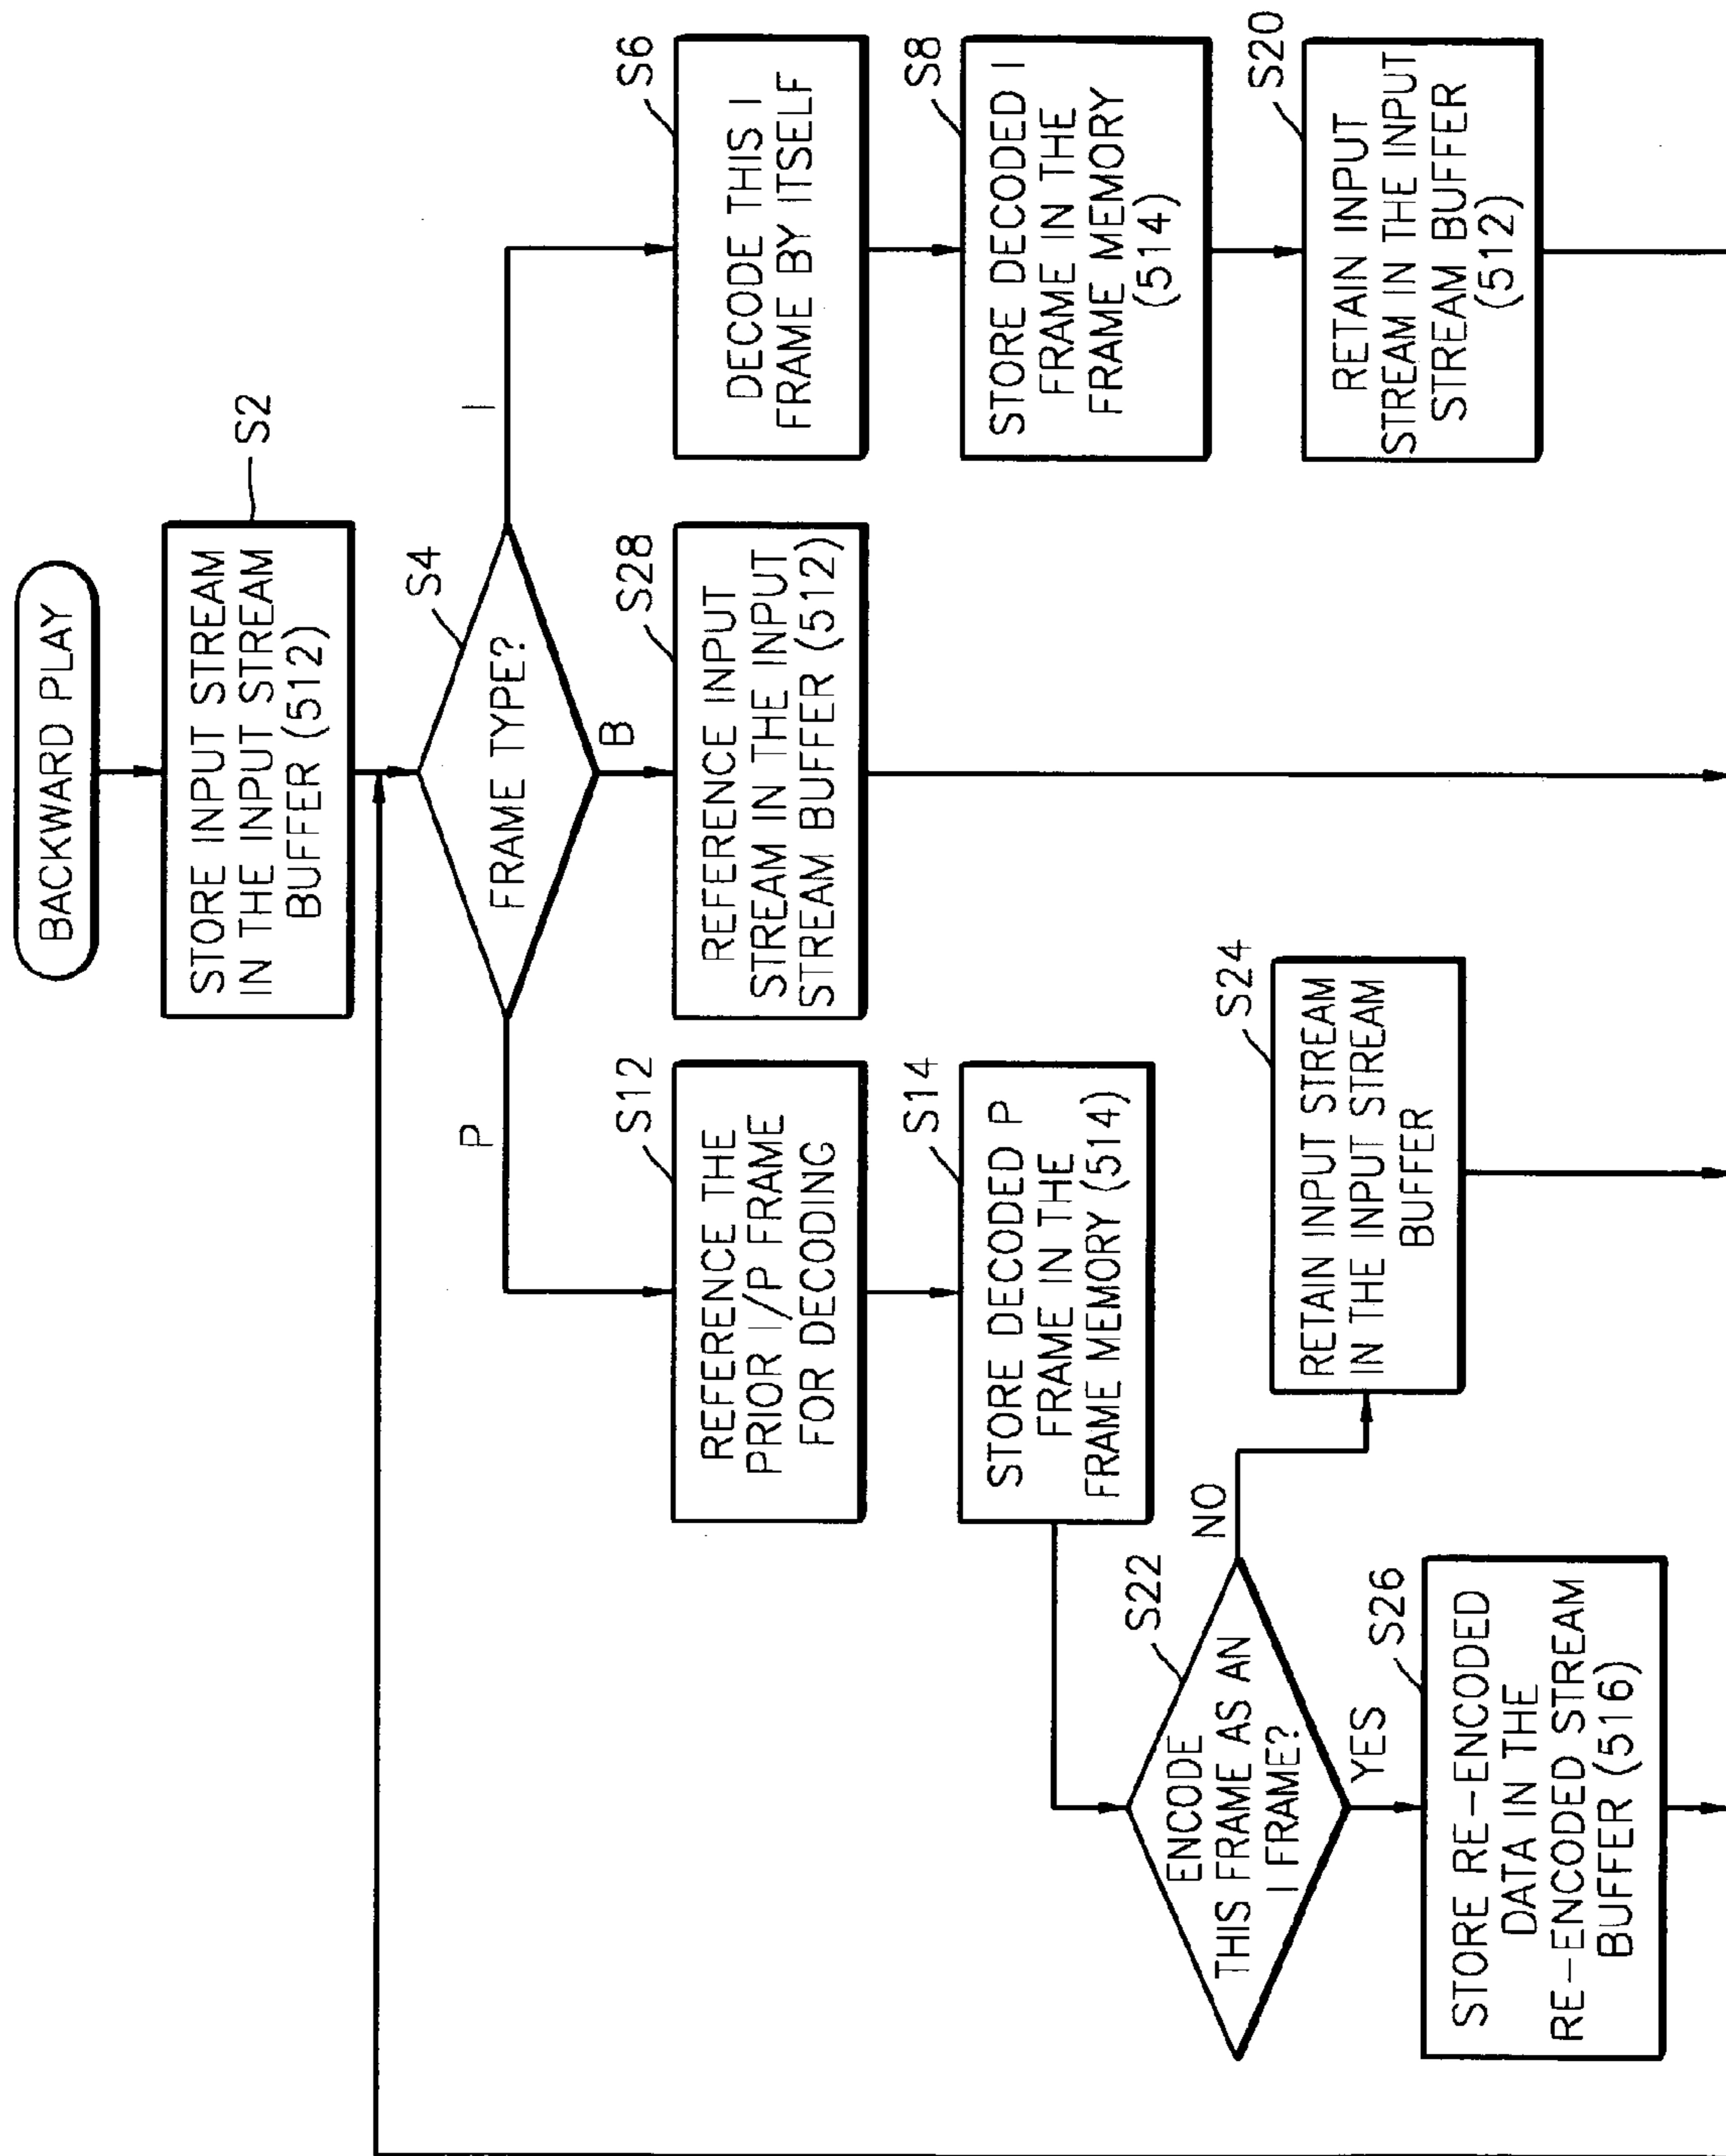 BACKWARD PLAY
S2
STORE INPUT STREAM
IN THE INPUT STREAM
BUFFER (512)
S4
FRAME TYPE?
P
B
I
S12
REFERENCE THE
PRIOR I/P FRAME
FOR DECODING
S28
REFERENCE INPUT
STREAM IN THE INPUT
STREAM BUFFER (512)
S6
DECODE THIS I
FRAME BY ITSELF
S14
STORE DECODED P
FRAME IN THE
FRAME MEMORY (514)
S8
STORE DECODED I
FRAME IN THE
FRAME MEMORY
(514)
S22
ENCODE
THIS FRAME AS AN
I FRAME?
NO
YES
S24
RETAIN INPUT STREAM
IN THE INPUT STREAM
BUFFER
S20
RETAIN INPUT
STREAM IN THE INPUT
STREAM BUFFER
(512)
S26
STORE RE-ENCODED
DATA IN THE
RE-ENCODED STREAM
BUFFER (516)